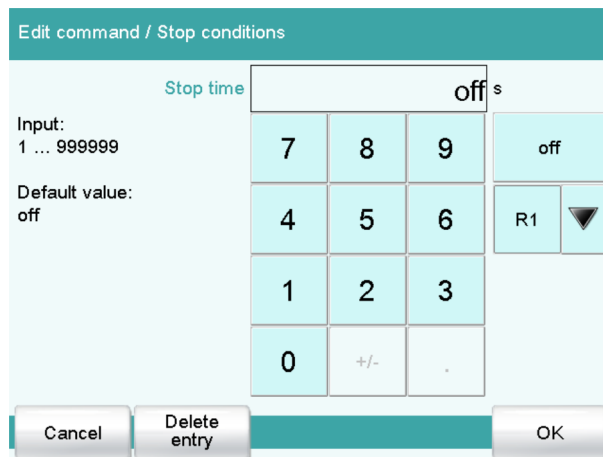 Edit command / Stop conditions
Stop time off s
Input:
1 ... 999999
Default value:
off
7 8 9 off
4 5 6 R1
1 2 3
0 +/- .
Cancel
Delete
entry
OK